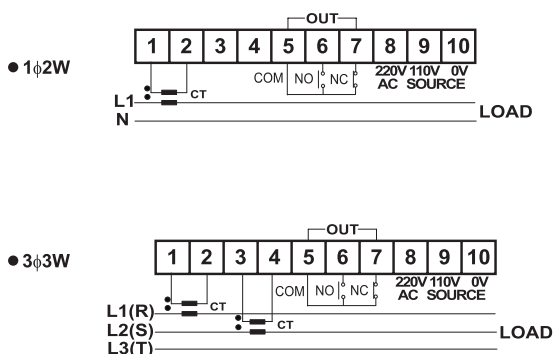 OUT
1 2 3 4 5 6 7 8 9 10
● 1ϕ2W
COM NO NC 220V 110V 0V
AC SOURCE
CT
L1
N
LOAD
OUT
1 2 3 4 5 6 7 8 9 10
● 3ϕ3W
COM NO NC 220V 110V 0V
AC SOURCE
CT
L1(R)
CT
L2(S)
LOAD
L3(T)